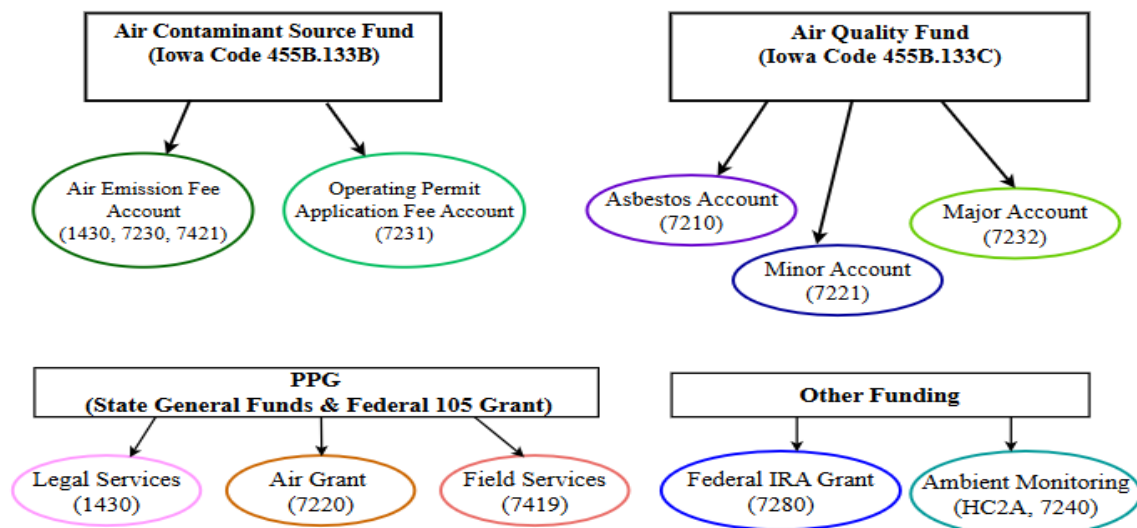 Air Contaminant Source Fund
(Iowa Code 455B.133B)
Air Quality Fund
(Iowa Code 455B.133C)
Air Emission Fee
Account
(1430, 7230, 7421)
Operating Permit
Application Fee Account
(7231)
Asbestos Account
(7210)
Minor Account
(7221)
Major Account
(7232)
PPG
(State General Funds & Federal 105 Grant)
Other Funding
Legal Services
(1430)
Air Grant
(7220)
Field Services
(7419)
Federal IRA Grant
(7280)
Ambient Monitoring
(HC2A, 7240)